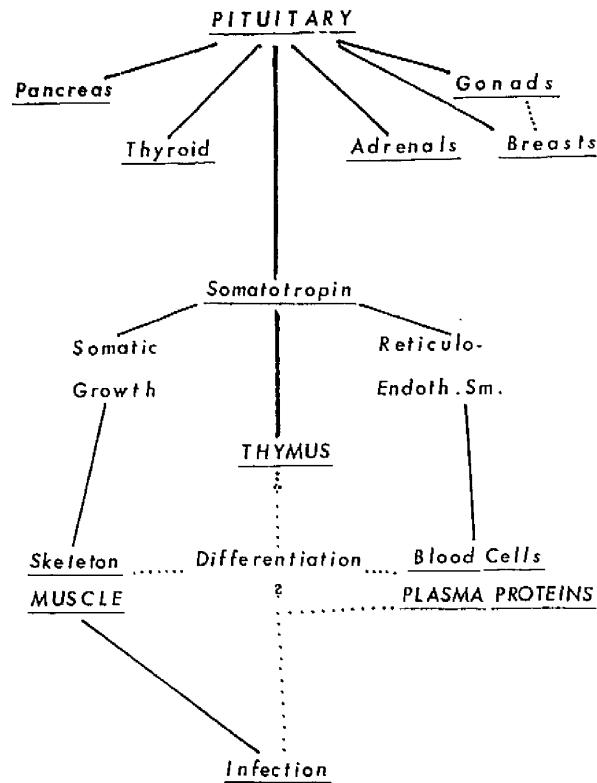 PITUITARY
Pancreas
Gonads
Thyroid
Adrenals
Breasts
Somatotropin
Somatic
Growth
Reticulo-
Endoth.Sm.
THYMUS
Skeleton
MUSCLE
Differentiation
?
Blood Cells
PLASMA PROTEINS
Infection